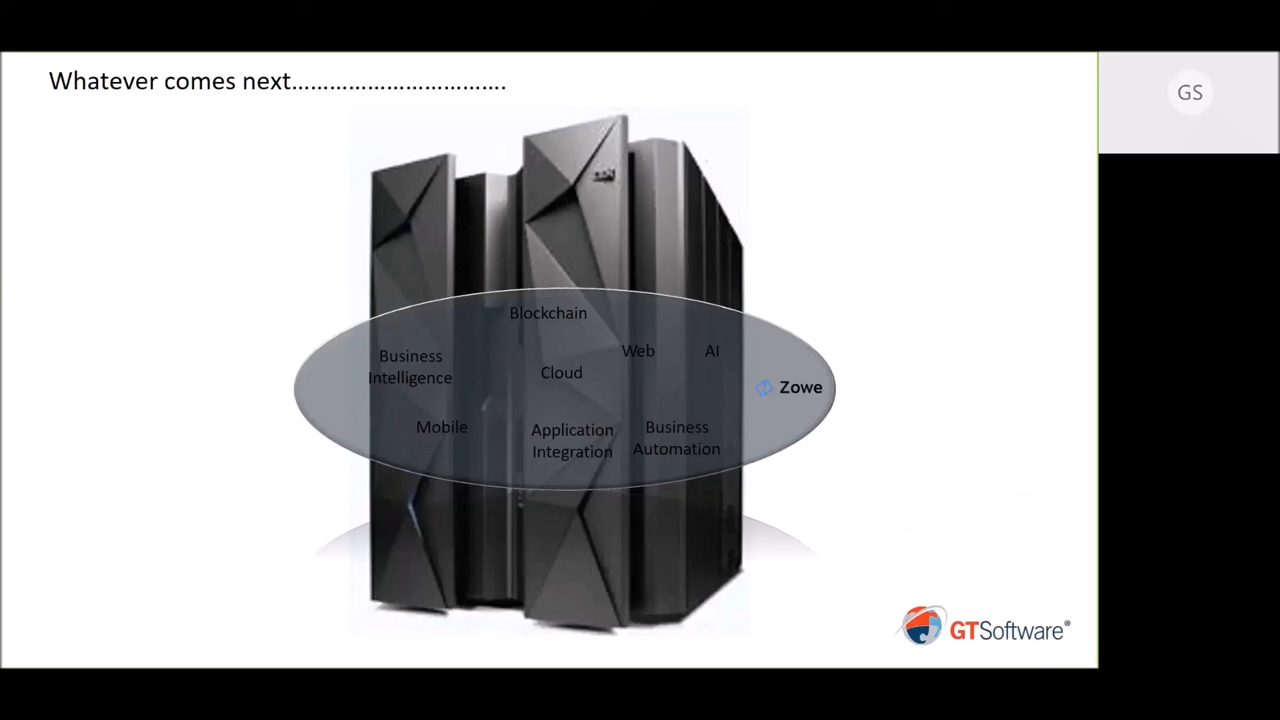 Whatever comes next……………………………….
GS
Blockchain
Web
AI
Business
Intelligence
Cloud
Zowe
Mobile
Application
Integration
Business
Automation
GTSoftware®